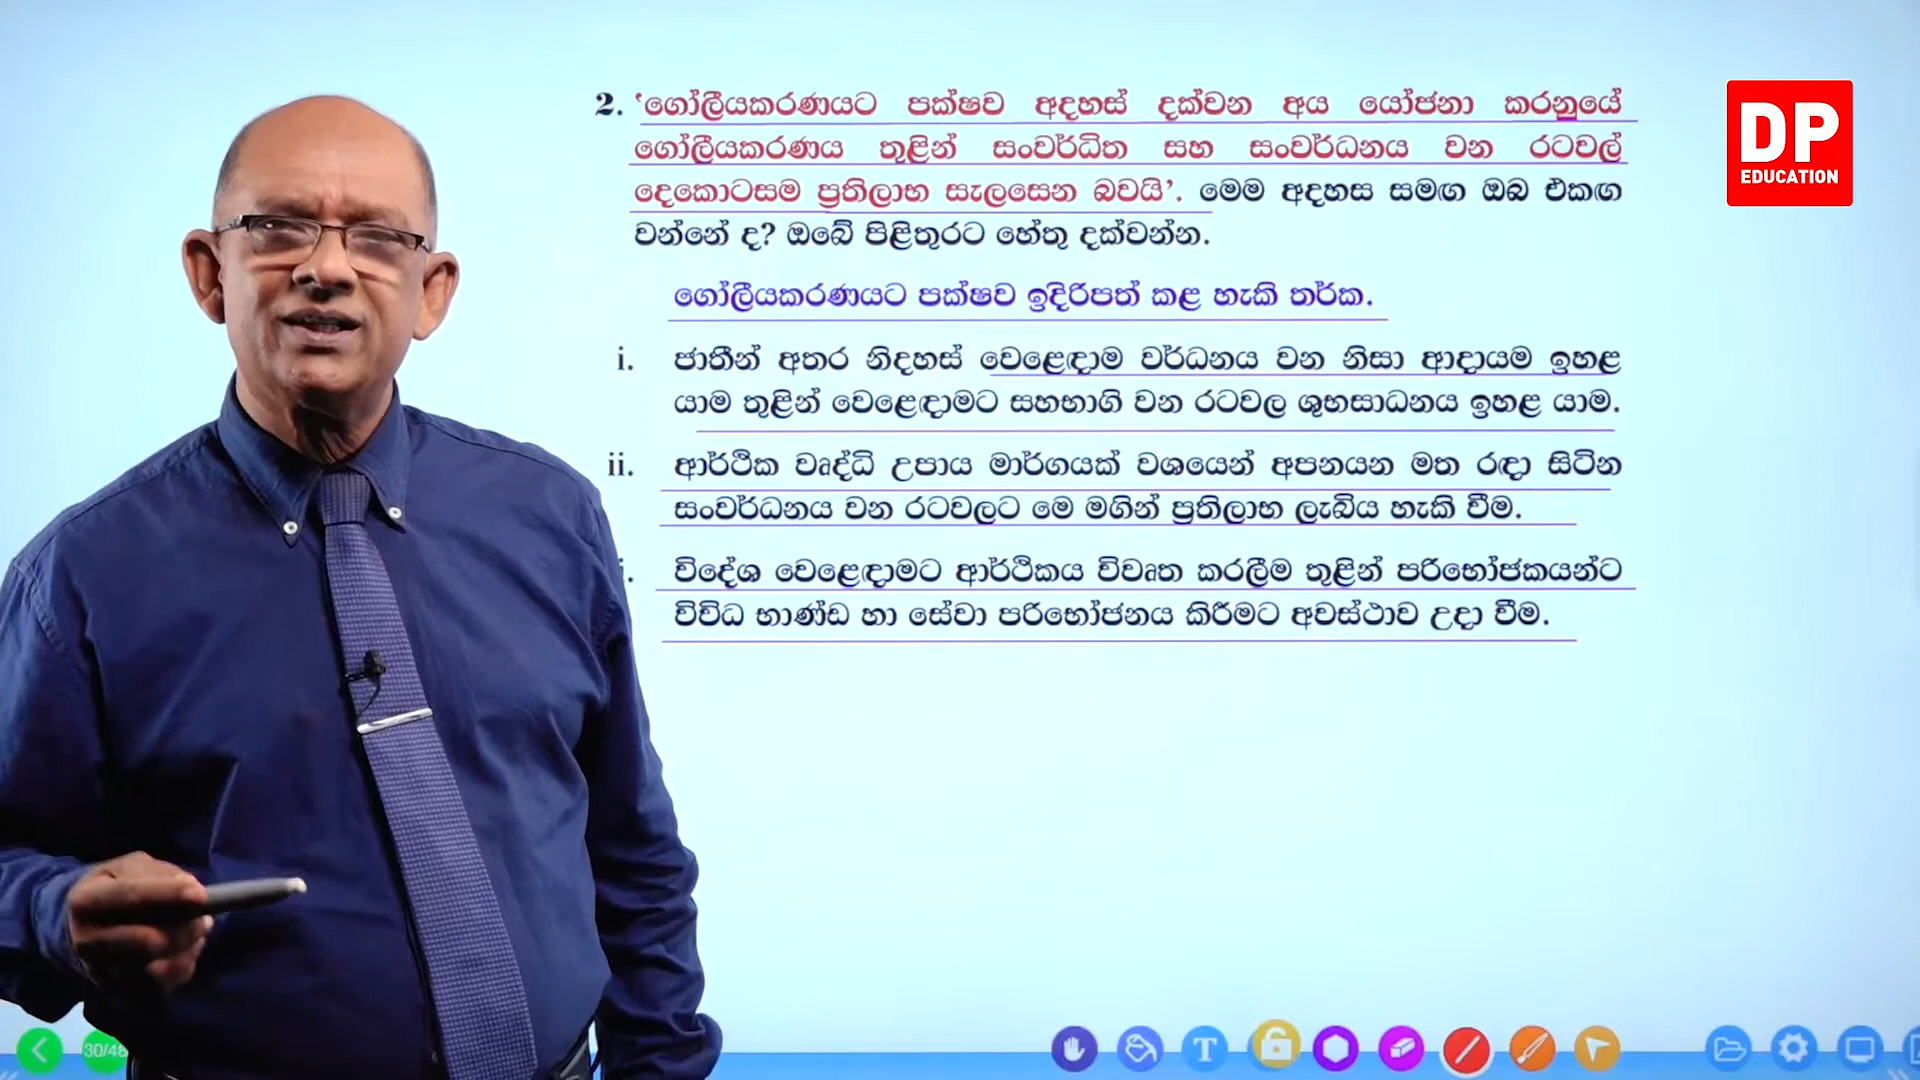 2. ‘ගෝලීයකරණයට පක්ෂව අදහස් දක්වන අය යෝජනා කරනුයේ
ගෝලීයකරණය තුළින් සංවර්ධිත සහ සංවර්ධනය වන රටවල්
දෙකොටසම ප්‍රතිලාභ සැලසෙන බවයි’. මෙම අදහස සමඟ ඔබ එකඟ
වන්නේ ද? ඔබේ පිළිතුරට හේතු දක්වන්න.
ගෝලීයකරණයට පක්ෂව ඉදිරිපත් කළ හැකි තර්ක.
i. ජාතීන් අතර නිදහස් වෙළෙඳාම වර්ධනය වන නිසා ආදායම ඉහළ
යාම තුළින් වෙළෙඳාමට සහභාගි වන රටවල ශුභසාධනය ඉහළ යාම.
ii. ආර්ථික වෘද්ධි උපාය මාර්ගයක් වශයෙන් අපනයන මත රඳා සිටින
සංවර්ධනය වන රටවලට මෙ මගින් ප්‍රතිලාභ ලැබිය හැකි වීම.
i. විදේශ වෙළෙඳාමට ආර්ථිකය විවෘත කරලීම තුළින් පරිභෝජකයන්ට
විවිධ භාණ්ඩ හා සේවා පරිභෝජනය කිරීමට අවස්ථාව උදා වීම.
DP
EDUCATION
30/48
T